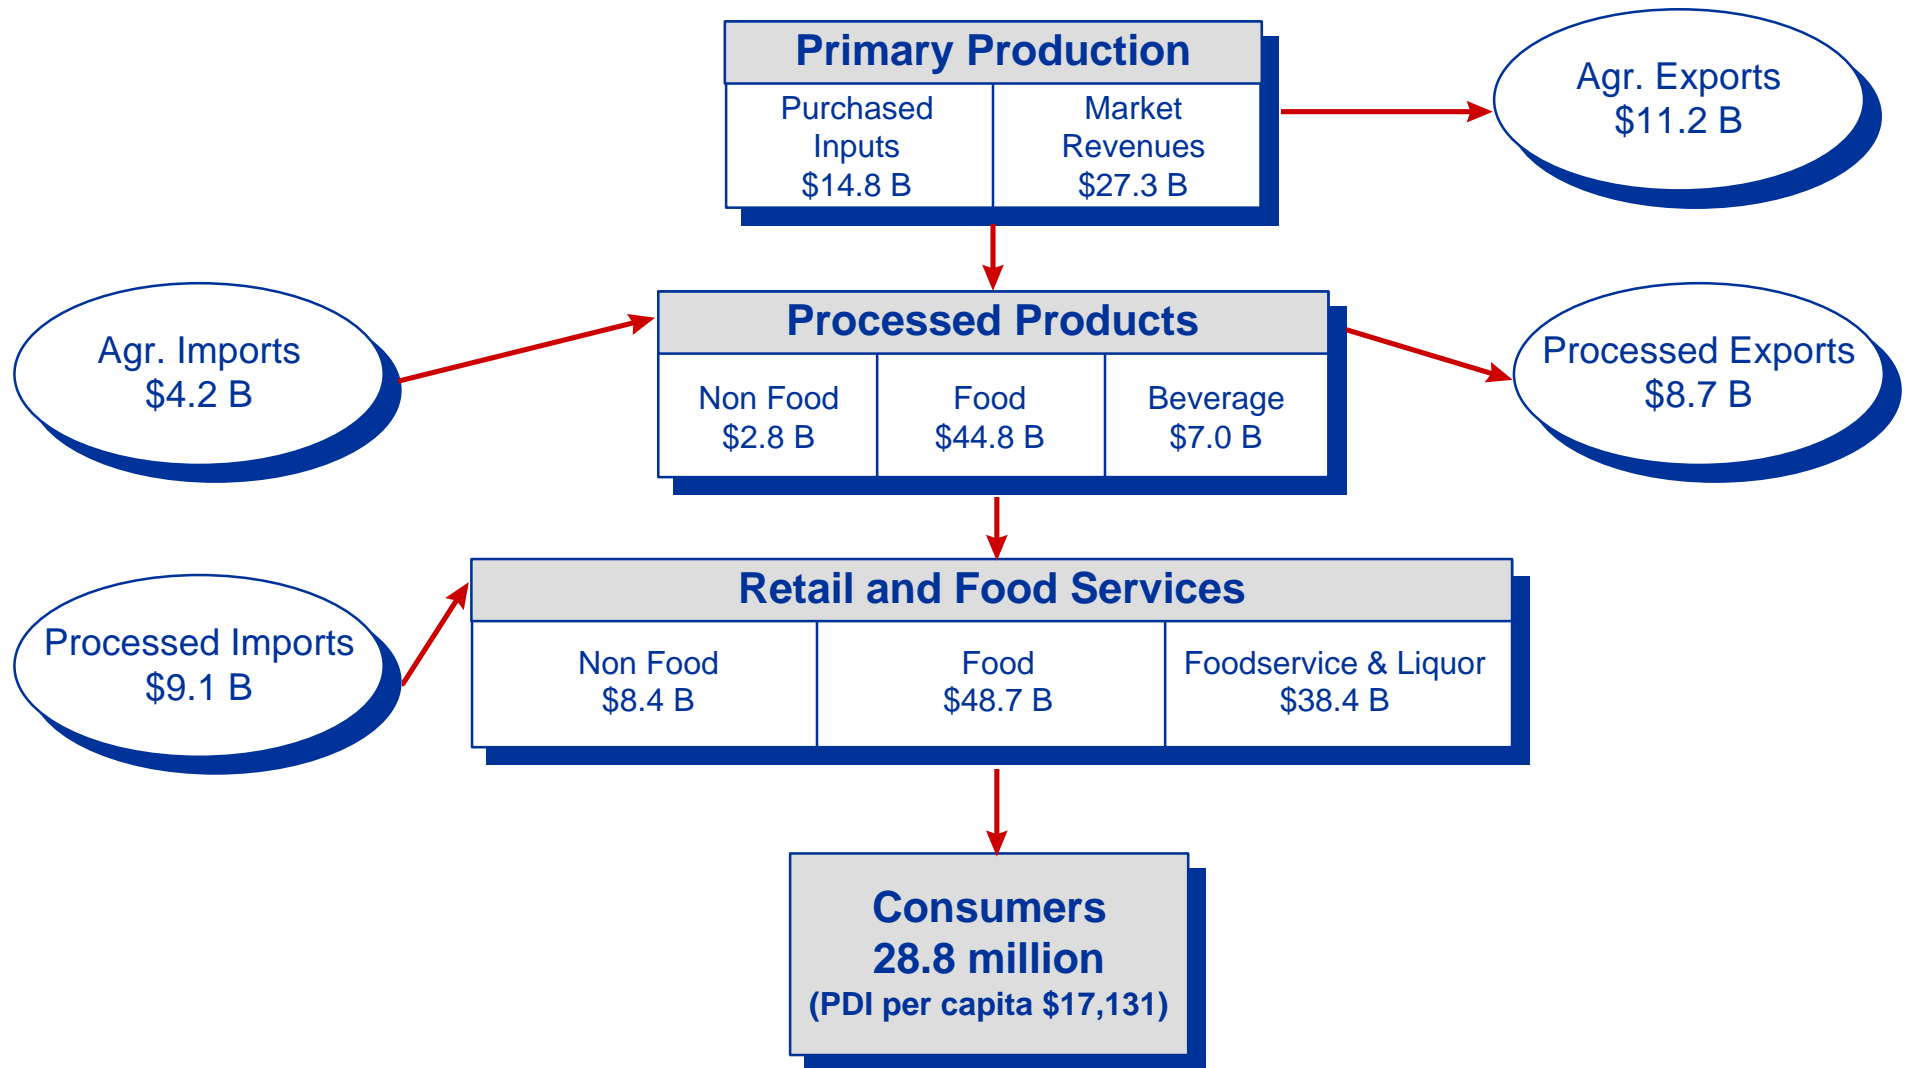 Primary Production
Purchased
Inputs
$14.8 B
Market
Revenues
$27.3 B
Agr. Exports
$11.2 B
Agr. Imports
$4.2 B
Processed Products
Non Food
$2.8 B
Food
$44.8 B
Beverage
$7.0 B
Processed Exports
$8.7 B
Processed Imports
$9.1 B
Retail and Food Services
Non Food
$8.4 B
Food
$48.7 B
Foodservice & Liquor
$38.4 B
Consumers
28.8 million
(PDI per capita $17,131)